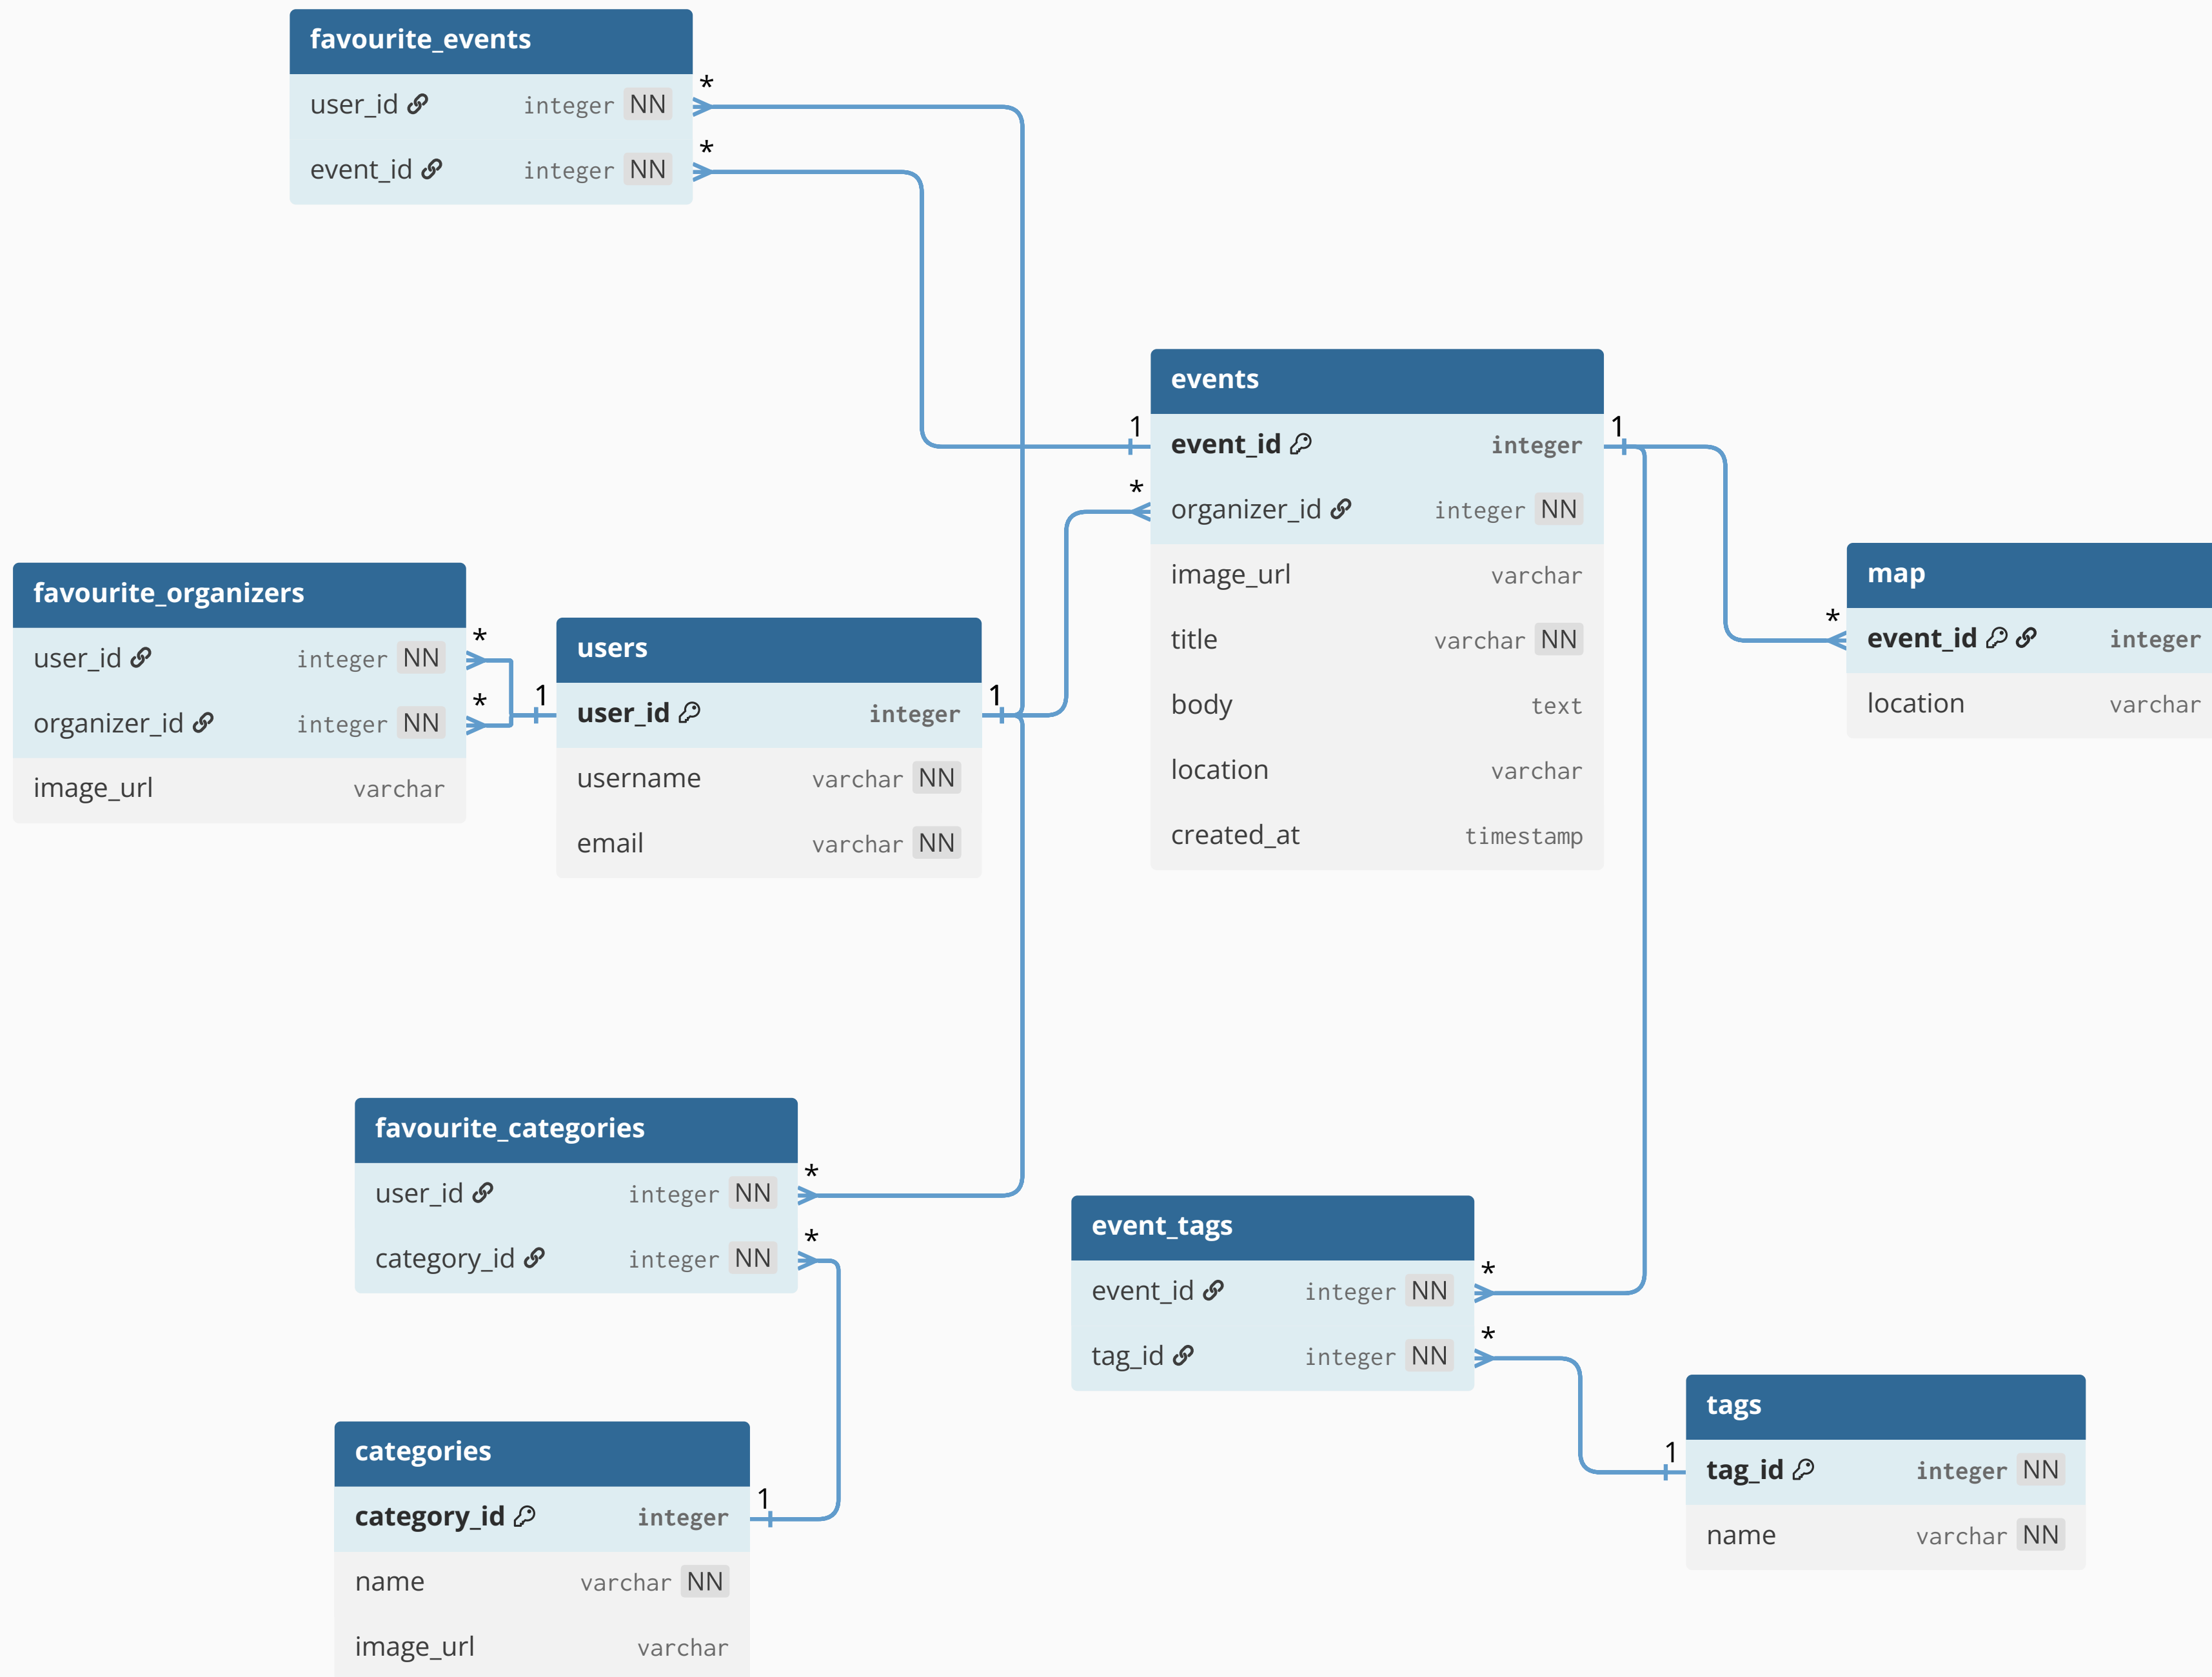 favourite_events
*
user_id integer NN
*
event_id integer NN
events
1 1
event_id integer
*
organizer_id integer NN
image_url varchar
title varchar NN
body text
location varchar
created_at timestamp
map
*
event_id integer
location varchar
favourite_organizers
*
user_id integer NN
*
organizer_id integer NN
image_url varchar
users
1 1
user_id integer
username varchar NN
email varchar NN
favourite_categories
*
user_id integer NN
*
category_id integer NN
event_tags
*
event_id integer NN
*
tag_id integer NN
tags
1
tag_id integer NN
name varchar NN
categories
1
category_id integer
name varchar NN
image_url varchar